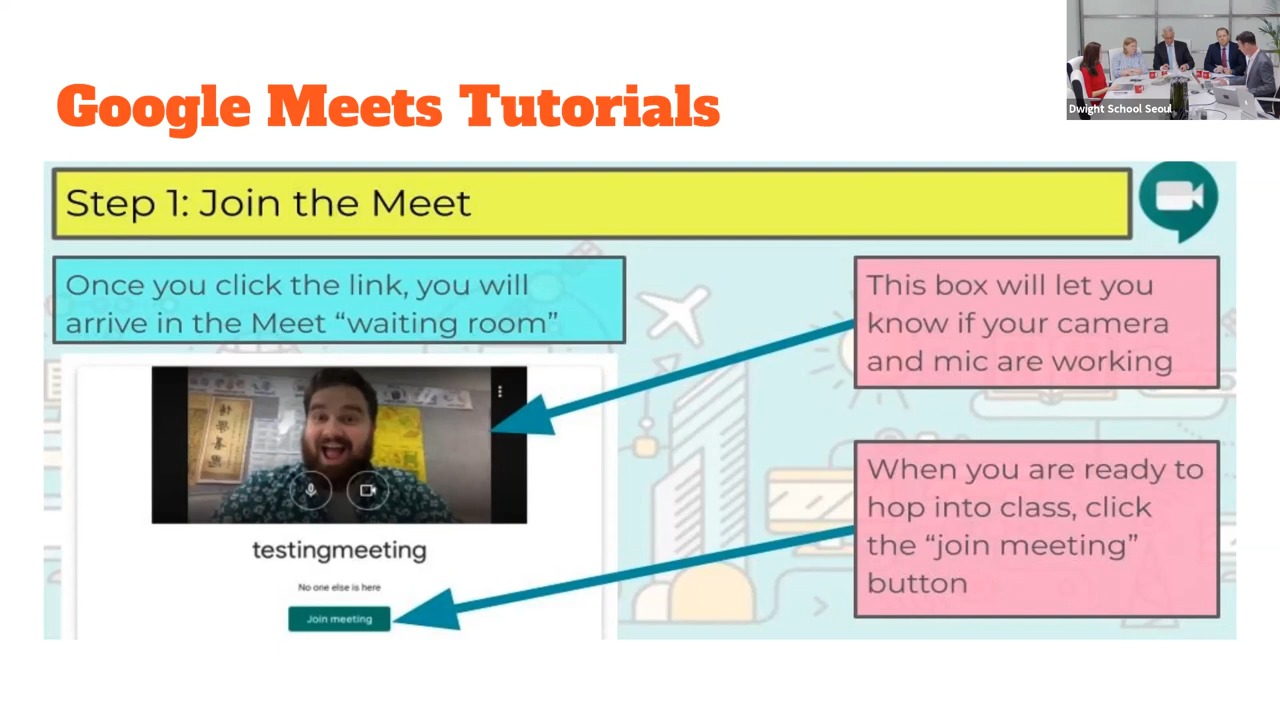 Dwight School Seoul
Google Meets Tutorials
Step 1: Join the Meet
Once you click the link, you will
arrive in the Meet “waiting room”
This box will let you
know if your camera
and mic are working
testingmeeting
No one else is here
Join meeting
When you are ready to
hop into class, click
the “join meeting”
button